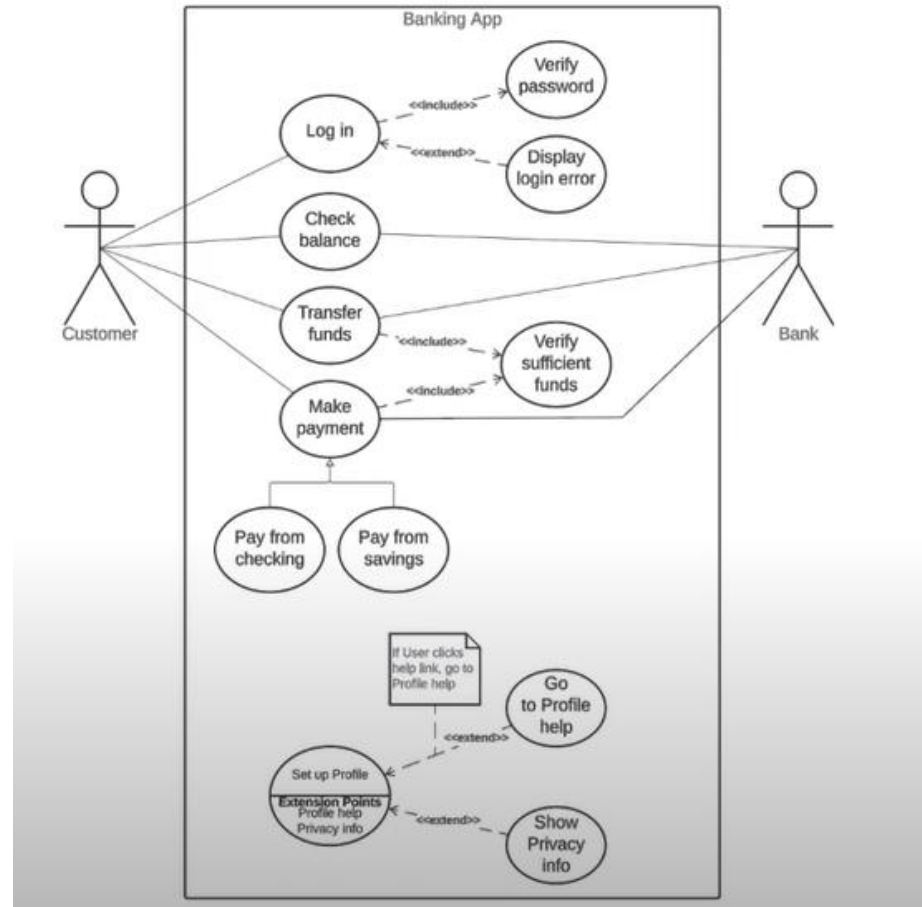 Banking App
Verify
password
<<include>>
Log in
<<extend>>
Display
login error
Check
balance
Customer
Bank
Transfer
funds
<<include>>
Verify
sufficient
funds
<<include>>
Make
payment
Pay from
checking
Pay from
savings
If User clicks
help link, go to
Profile help
Go
to Profile
help
<<extend>>
Set up Profile
Extension Points
Profile help
Privacy info
<<extend>>
Show
Privacy
info